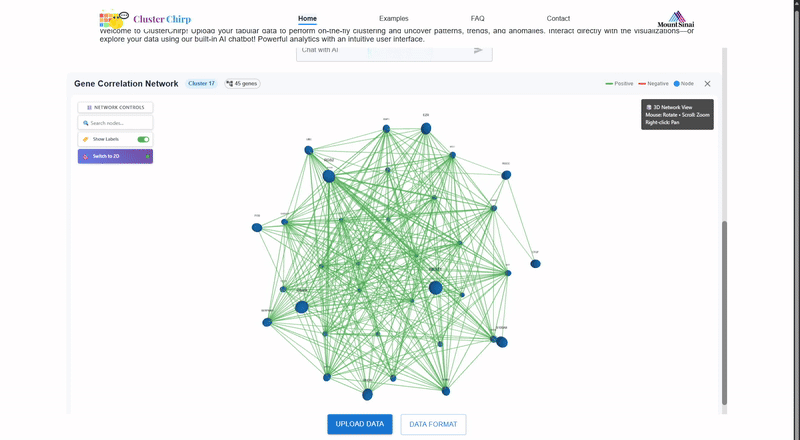 Cluster Chirp
Home
Examples
FAQ
Contact
Mount Sinai
Welcome to ClusterChirp! Upload your tabular data to perform on-the-fly clustering and uncover patterns, trends, and anomalies. Interact directly with the visualizations—or
explore your data using our built-in AI chatbot! Powerful analytics with an intuitive user interface.
Chat with AI
Gene Correlation Network
Cluster 17
45 genes
Positive
Negative
Node
NETWORK CONTROLS
Search nodes...
Show Labels
Switch to 2D
3D Network View
Mouse: Rotate • Scroll: Zoom
Right-click: Pan
UPLOAD DATA
DATA FORMAT